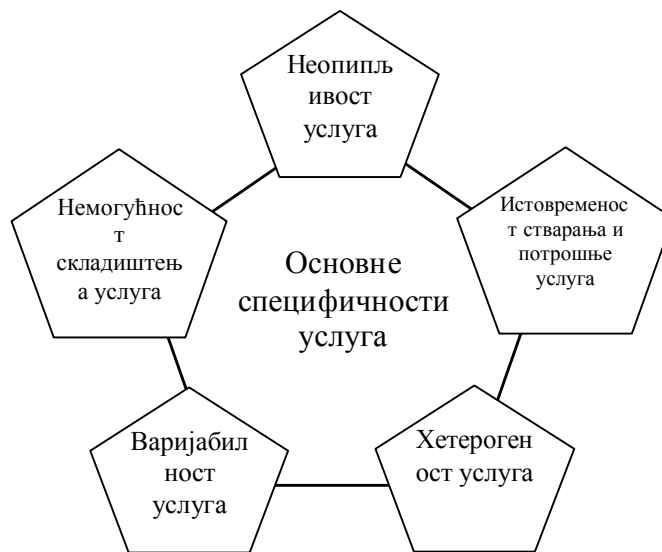 Неопипљ
ивост
услуга
Немогућнос
т
складиштењ
а услуга
Истовременос
т стварања и
потрошње
услуга
Основне
специфичности
услуга
Варијабил
ност
услуга
Хетероген
ост услуга